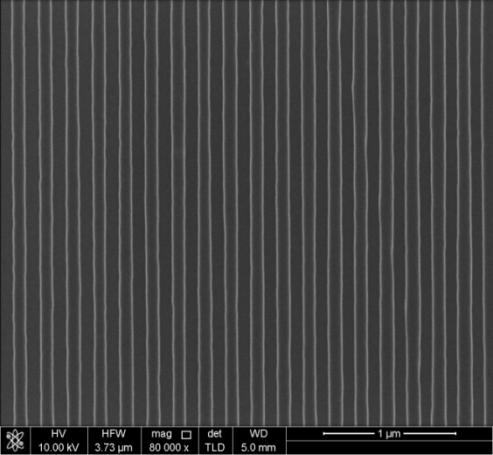 HV HFW mag det WD
10.00 kV 3.73 µm 80 000 x TLD 5.0 mm
1 µm